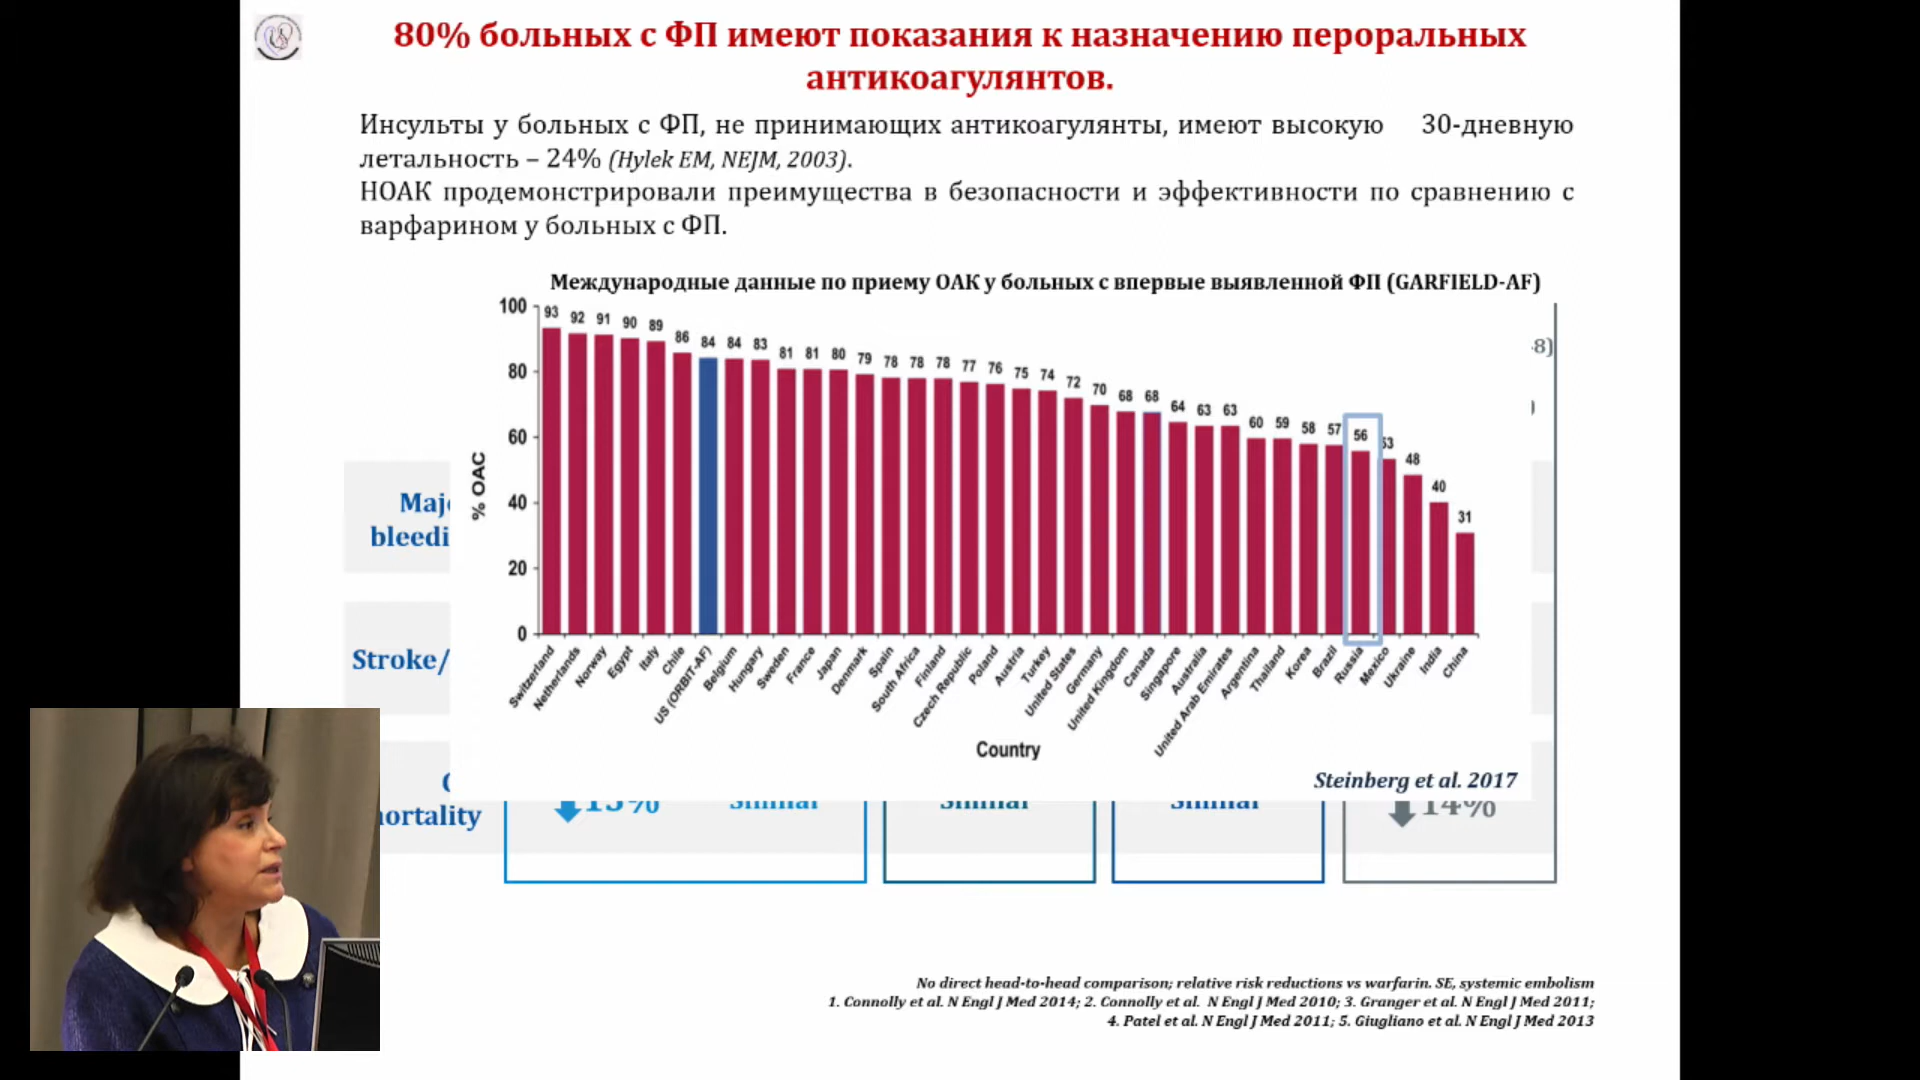 80% больных с ФП имеют показания к назначению пероральных
антикоагулянтов.
Инсульты у больных с ФП, не принимающих антикоагулянты, имеют высокую 30-дневную
летальность – 24% (Hylek EM, NEJM, 2003).
НОАК продемонстрировали преимущества в безопасности и эффективности по сравнению с
варфарином у больных с ФП.
Международные данные по приему ОАК у больных с впервые выявленной ФП (GARFIELD-AF)
100
80
60
40
20
0
% OAC
93 92 91 90 89 86 84 84 83 81 81 80 79 78 78 78 77 76 75 74 72 70 68 68 64 63 63 60 59 58 57 56 53 48 40 31
Switzerland
Netherlands
Norway
Egypt
Italy
Chile
US (ORBIT-AF)
Belgium
Hungary
Sweden
France
Japan
Denmark
Spain
South Africa
Finland
Czech Republic
Poland
Austria
Turkey
United States
Germany
United Kingdom
Canada
Singapore
Australia
United Arab Emirates
Argentina
Thailand
Korea
Brazil
Russia
Mexico
Ukraine
India
China
Country
Steinberg et al. 2017
8)
)
Maj
bleedi
Stroke/
ortality
13% Similar Similar Similar 14%
No direct head-to-head comparison; relative risk reductions vs warfarin. SE, systemic embolism
1. Connolly et al. N Engl J Med 2014; 2. Connolly et al. N Engl J Med 2010; 3. Granger et al. N Engl J Med 2011;
4. Patel et al. N Engl J Med 2011; 5. Giugliano et al. N Engl J Med 2013